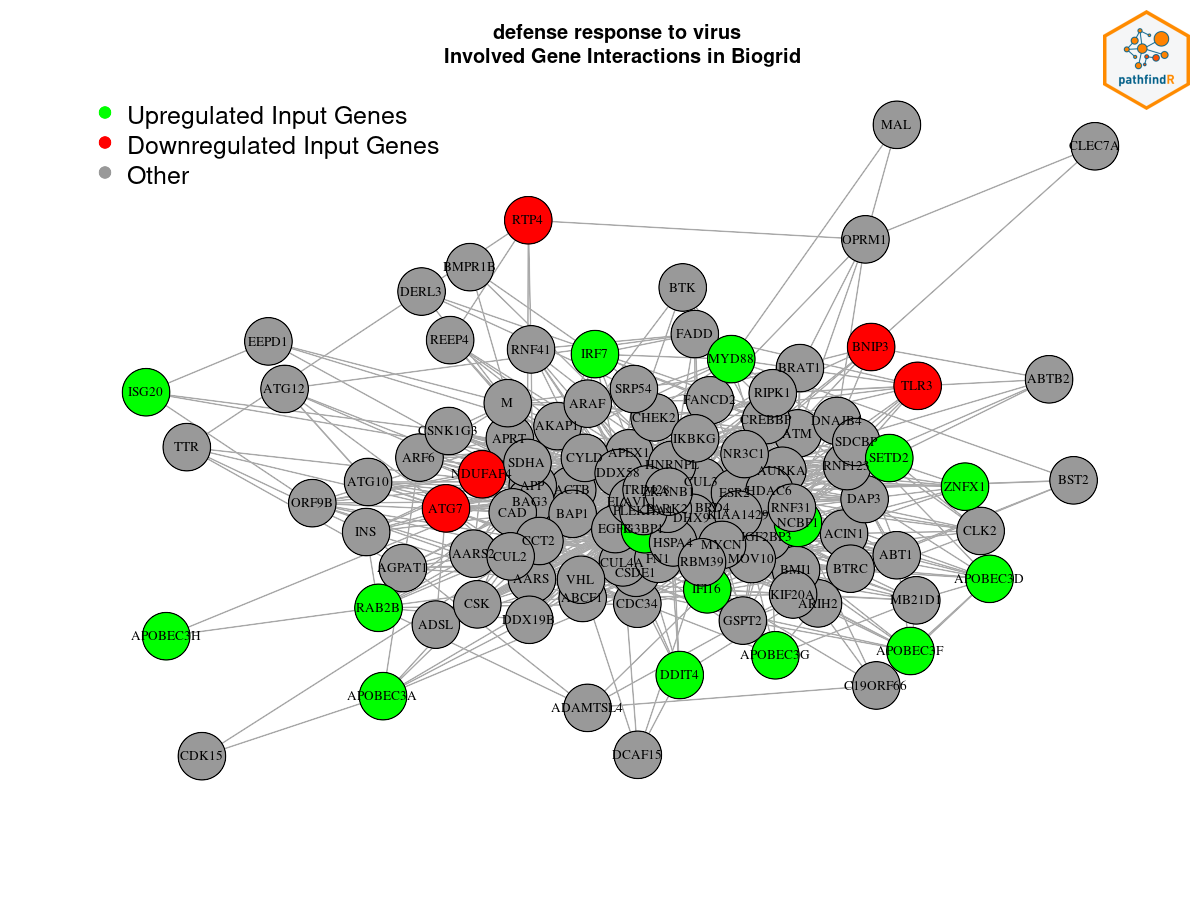 defense response to virus
Involved Gene Interactions in Biogrid
pathfindR
Upregulated Input Genes
Downregulated Input Genes
Other
MAL
CLEC7A
RTP4
OPRM1
BMPR1B
BTK
DERL3
FADD
REEP4
EEPD1
RNF41
IRF7
MYD88
BNIP3
BRAT1
ISG20
ATG12
SRP54
RIPK1
TLR3
ABTB2
M
ARAF
FANCD2
CHEK2
CREBBP
DNAJB4
AKAP1
ATM
CSNK1G3
APRT
IKBKG
SDCBP
TTR
ARF6
SDHA
CYLD
APEX1
NR3C1
SETD2
HNRNPL
RNF125
NDUFAF4
DDX58
AURKA
ATG10
APP
ACTB
CUL3
BST2
ZNFX1
ORF9B
BAG3
ESR2
HDAC6
DAP3
ATG7
CAD
BAP1
ELAVL1
PARK2
BRD4
RNF31
KIAA1429
DHX9
NCBP1
INS
EGFR
G3BP1
ACIN1
CLK2
CCT2
HSPA4
MYCN
IGF2BP3
AARS2
CUL2
FN1
RBM39
MOV10
ABT1
AGPAT1
CUL4A
CSDE1
BMI1
BTRC
AARS
VHL
APOBEC3D
IFI16
KIF20A
RAB2B
CSK
ABCF1
CDC34
ARIH2
MB21D1
ADSL
DDX19B
GSPT2
APOBEC3H
APOBEC3G
APOBEC3F
DDIT4
C19ORF66
APOBEC3A
ADAMTSL4
CDK15
DCAF15